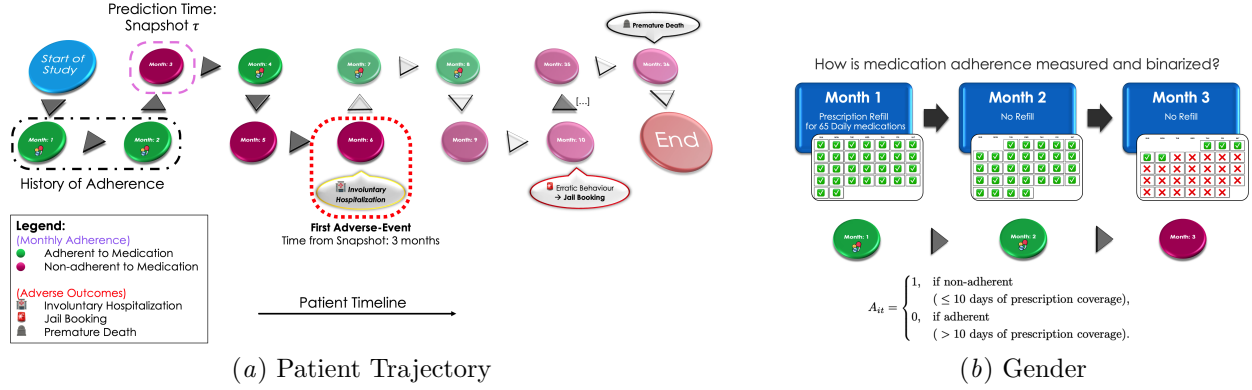 Prediction Time:
Snapshot τ
Start of
Study
Month: 3
Month: 4
Month: 7
Month: 8
Month: 35
Month: 36
Premature Death
Month: 1
Month: 2
Month: 5
Month: 6
Month: 9
Month: 10
[...]
End
History of Adherence
Involuntary
Hospitalization
Erratic Behaviour
→ Jail Booking
First Adverse-Event
Time from Snapshot: 3 months
Legend:
(Monthly Adherence)
Adherent to Medication
Non-adherent to Medication
(Adverse Outcomes)
Involuntary Hospitalization
Jail Booking
Premature Death
Patient Timeline
(a) Patient Trajectory
How is medication adherence measured and binarized?
Month 1
Prescription Refill
for 65 Daily medications
Month 2
No Refill
Month 3
No Refill
Month: 1
Month: 2
Month: 3
A_{it} = { 1, if non-adherent
( ≤ 10 days of prescription coverage),
0, if adherent
( > 10 days of prescription coverage).
(b) Gender